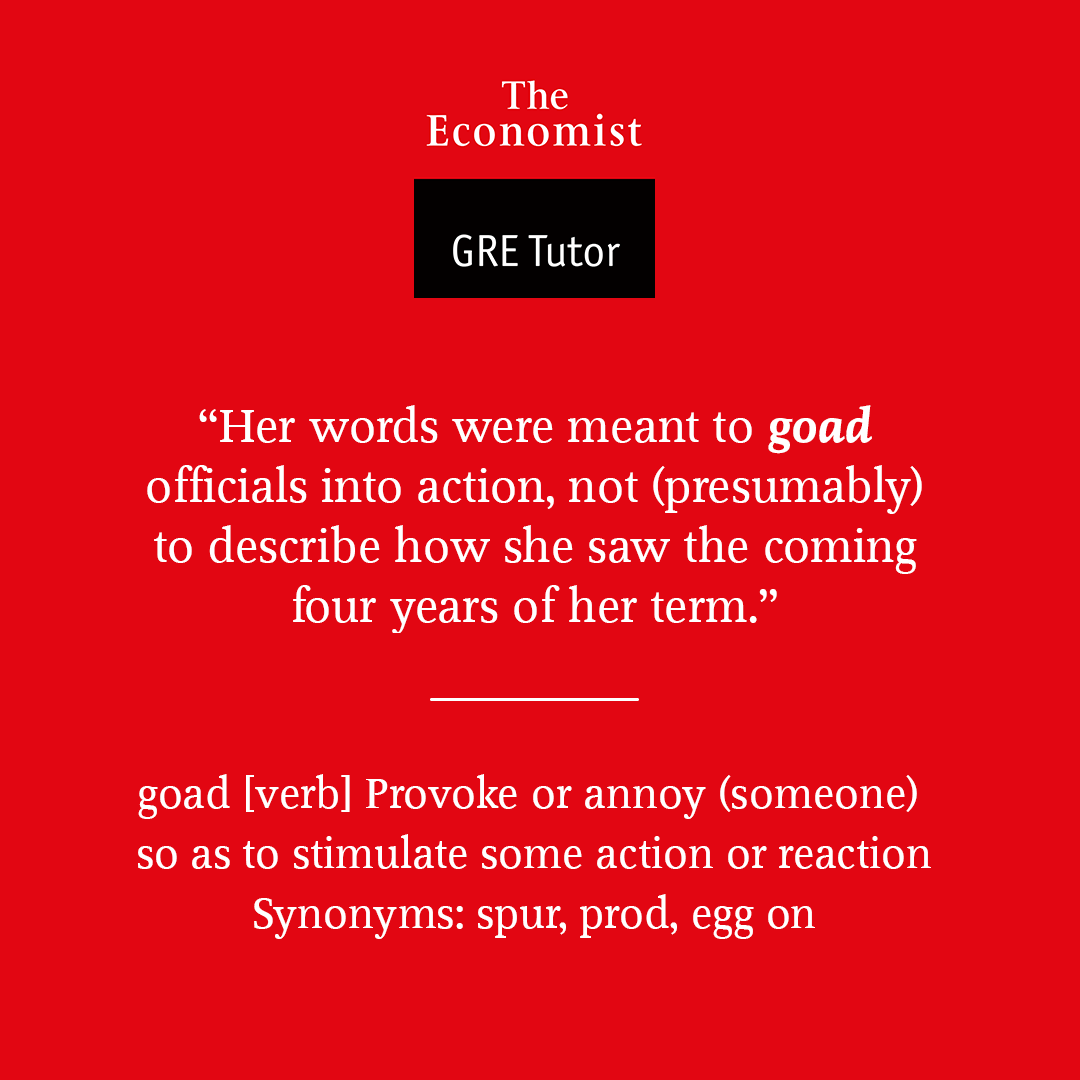 The
Economist
GRE Tutor
“Her words were meant to goad
officials into action, not (presumably)
to describe how she saw the coming
four years of her term.”
goad [verb] Provoke or annoy (someone)
so as to stimulate some action or reaction
Synonyms: spur, prod, egg on